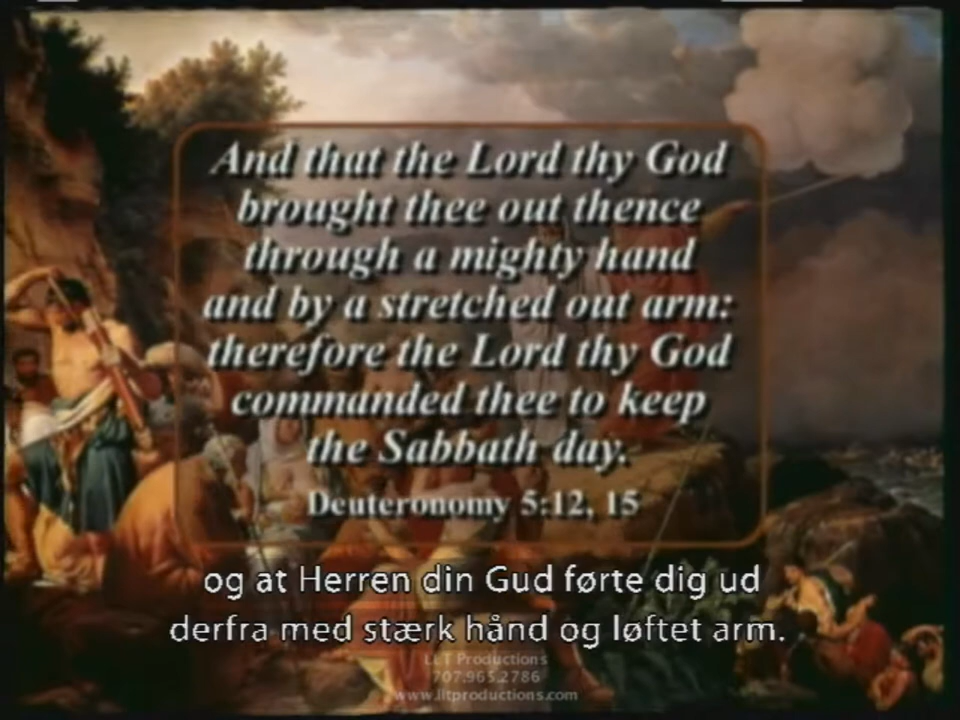 And that the Lord thy God
brought thee out thence
through a mighty hand
and by a stretched out arm:
therefore the Lord thy God
commanded thee to keep
the Sabbath day.
Deuteronomy 5:12, 15
og at Herren din Gud førte dig ud
derfra med stærk hånd og løftet arm.
LLT Productions
707.965.2786
www.lltproductions.com